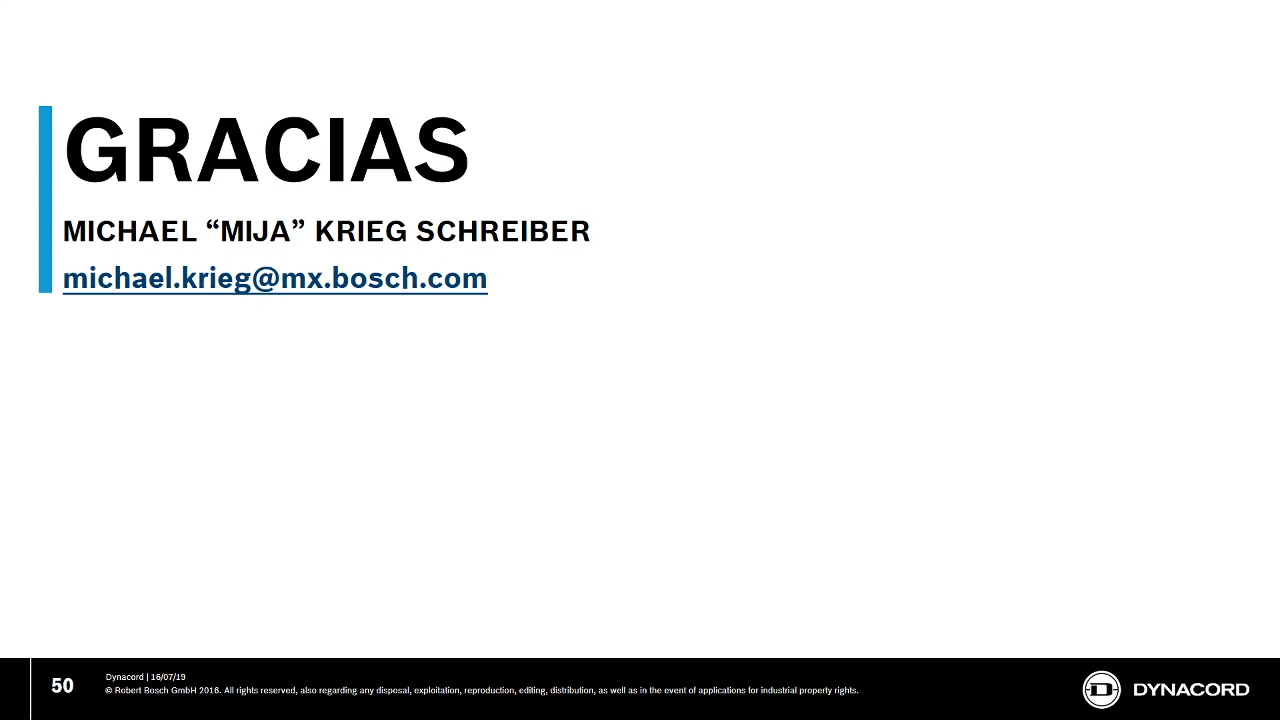 GRACIAS
MICHAEL “MIJA” KRIEG SCHREIBER
michael.krieg@mx.bosch.com
50
Dynacord | 16/07/19
© Robert Bosch GmbH 2016. All rights reserved, also regarding any disposal, exploitation, reproduction, editing, distribution, as well as in the event of applications for industrial property rights.
DYNACORD